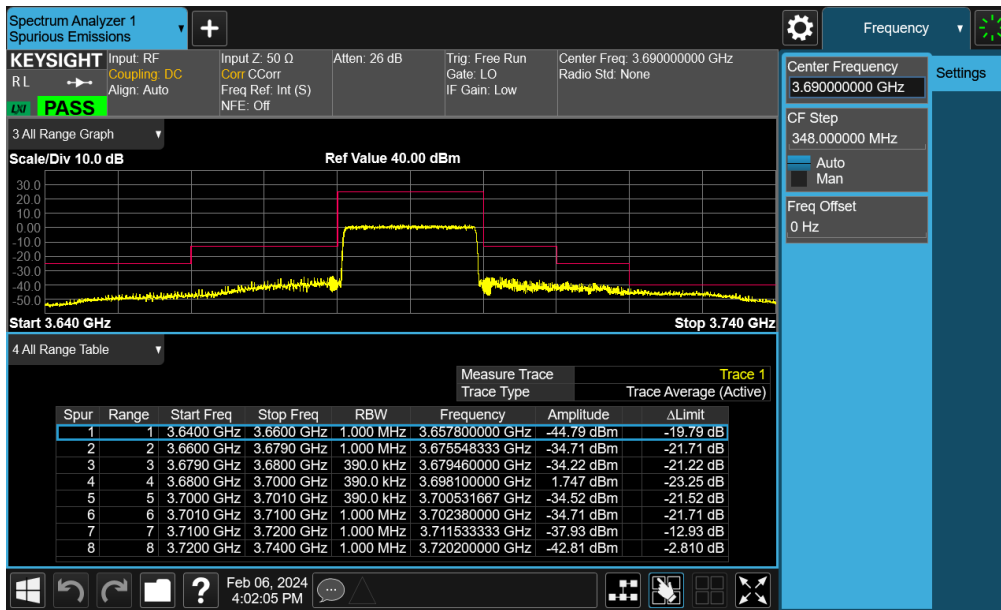 Spectrum Analyzer 1
Spurious Emissions
Frequency
KEYSIGHT Input: RF Input Z: 50 Ω Atten: 26 dB Trig: Free Run Center Freq: 3.690000000 GHz
RL Coupling: DC Corr CCorr Gate: LO Radio Std: None
Align: Auto Freq Ref: Int (S) IF Gain: Low
LXI PASS NFE: Off
Center Frequency
3.690000000 GHz
Settings
CF Step
348.000000 MHz
Auto
Man
Freq Offset
0 Hz
3 All Range Graph
Scale/Div 10.0 dB Ref Value 40.00 dBm
30.0
20.0
10.0
0.00
-10.0
-20.0
-30.0
-40.0
-50.0
Start 3.640 GHz Stop 3.740 GHz
4 All Range Table
Measure Trace Trace 1
Trace Type Trace Average (Active)
Spur Range Start Freq Stop Freq RBW Frequency Amplitude ΔLimit
1 1 3.6400 GHz 3.6600 GHz 1.000 MHz 3.657800000 GHz -44.79 dBm -19.79 dB
2 2 3.6600 GHz 3.6790 GHz 1.000 MHz 3.675548333 GHz -34.71 dBm -21.71 dB
3 3 3.6790 GHz 3.6800 GHz 390.0 kHz 3.679460000 GHz -34.22 dBm -21.22 dB
4 4 3.6800 GHz 3.7000 GHz 390.0 kHz 3.698100000 GHz 1.747 dBm -23.25 dB
5 5 3.7000 GHz 3.7010 GHz 390.0 kHz 3.700531667 GHz -34.52 dBm -21.52 dB
6 6 3.7010 GHz 3.7100 GHz 1.000 MHz 3.702380000 GHz -34.71 dBm -21.71 dB
7 7 3.7100 GHz 3.7200 GHz 1.000 MHz 3.711533333 GHz -37.93 dBm -12.93 dB
8 8 3.7200 GHz 3.7400 GHz 1.000 MHz 3.720200000 GHz -42.81 dBm -2.810 dB
Feb 06, 2024
4:02:05 PM